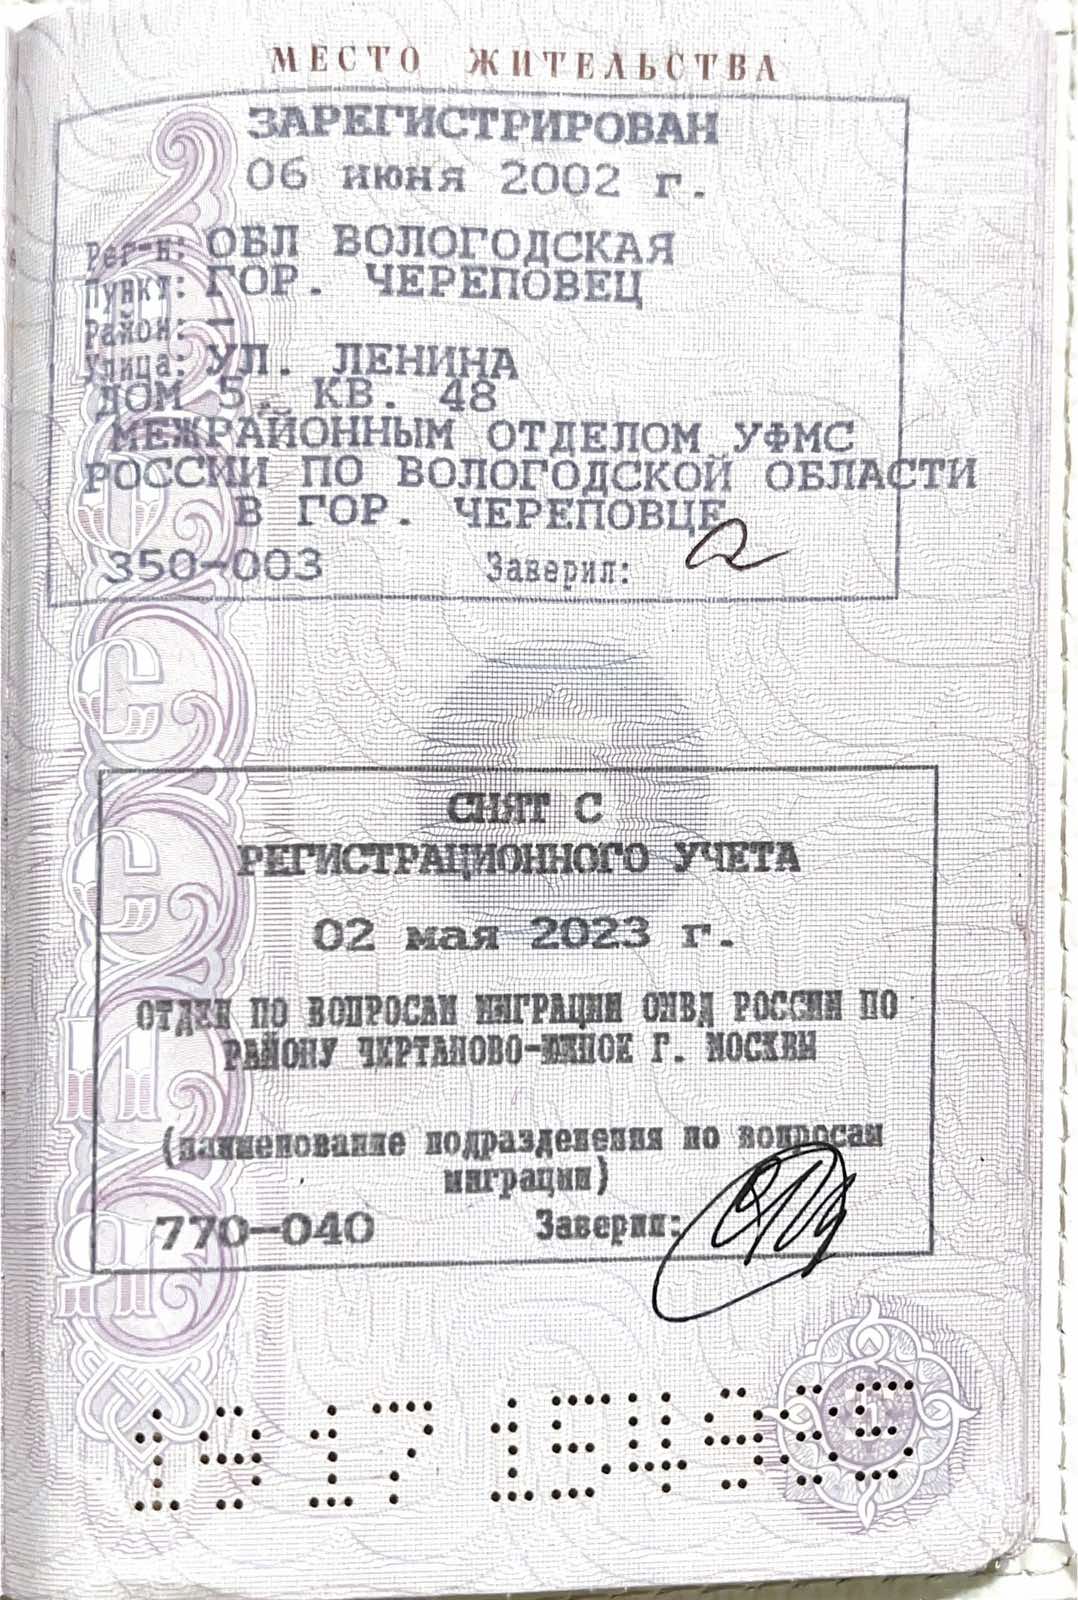 МЕСТО ЖИТЕЛЬСТВА
ЗАРЕГИСТРИРОВАН
06 июня 2002 г.
Рег-н: ОБЛ ВОЛОГОДСКАЯ
Пункт: ГОР. ЧЕРЕПОВЕЦ
Район: –
Улица: УЛ. ЛЕНИНА
ДОМ 5, КВ. 48
МЕЖРАЙОННЫМ ОТДЕЛОМ УФМС
РОССИИ ПО ВОЛОГОДСКОЙ ОБЛАСТИ
В ГОР. ЧЕРЕПОВЦЕ
350-003 Заверил:
СНЯТ С
РЕГИСТРАЦИОННОГО УЧЕТА
02 мая 2023 г.
ОТДЕЛ ПО ВОПРОСАМ МИГРАЦИИ ОМВД РОССИИ ПО
РАЙОНУ ЧЕРТАНОВО-ЮЖНОЕ Г. МОСКВЫ
(наименование подразделения по вопросам
миграции)
770-040 Заверил:
19 17 154